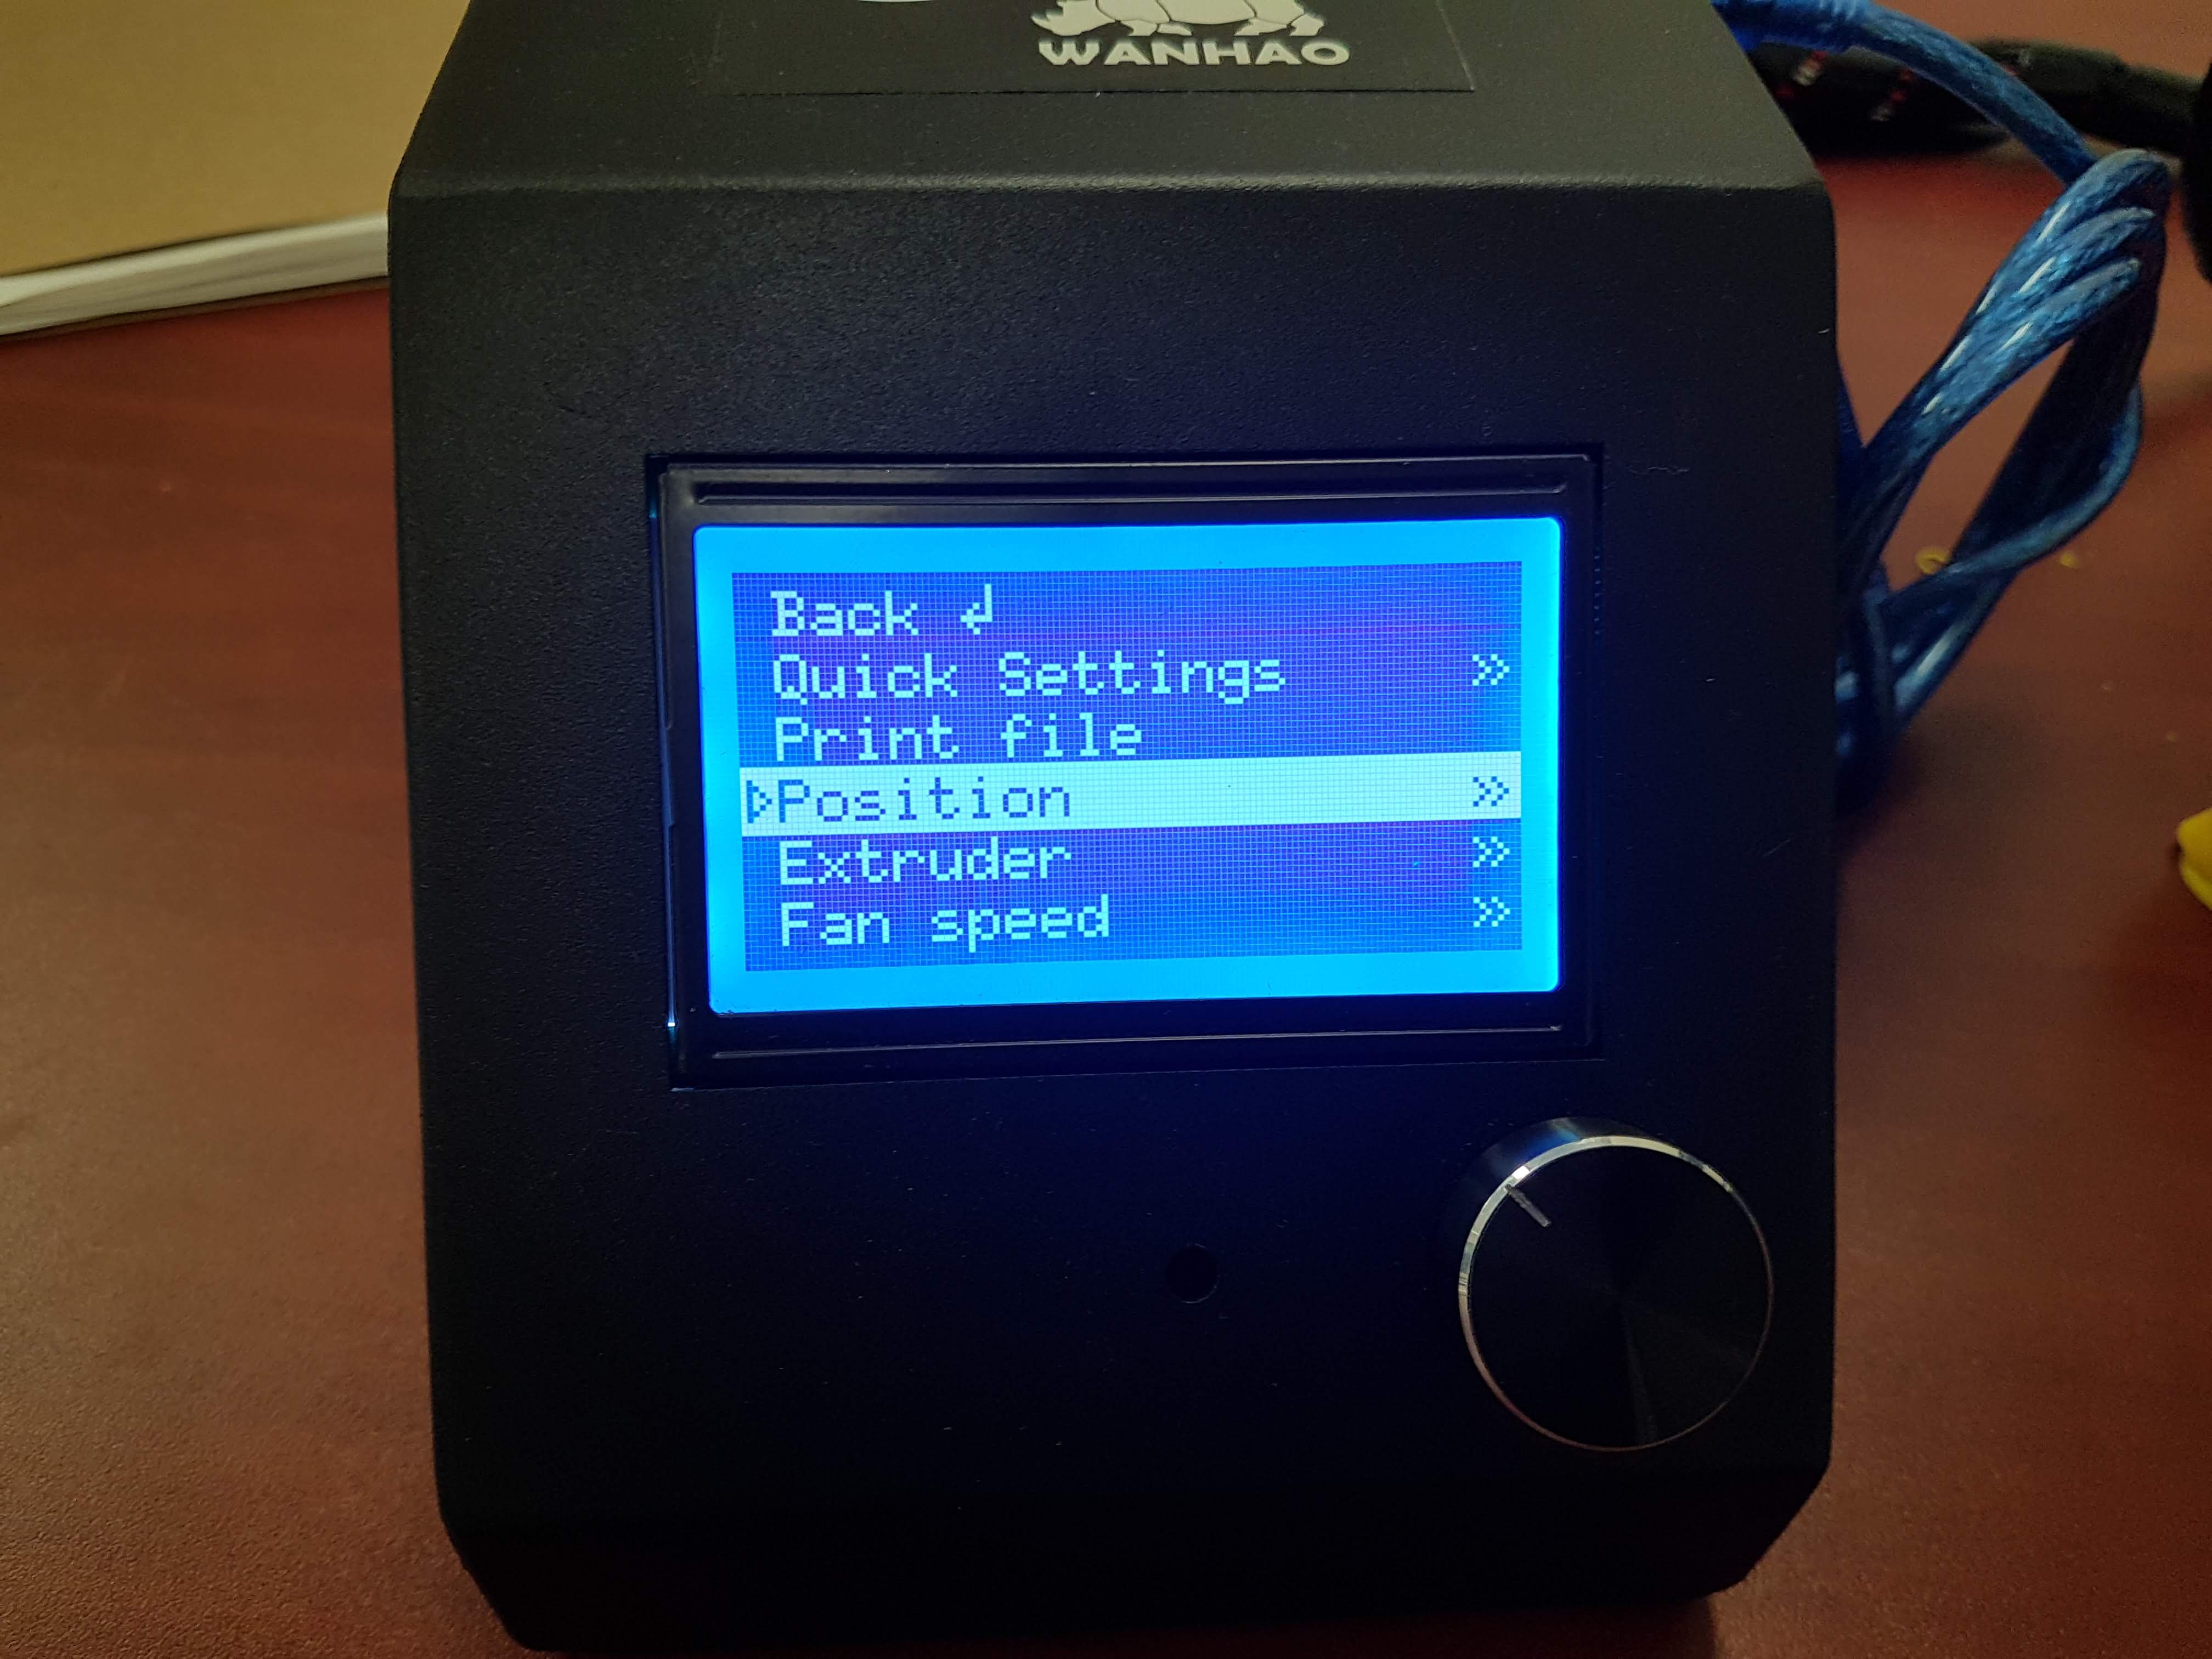 WANHAO
Back ↲
Quick Settings »
Print file
▷Position »
Extruder »
Fan speed »